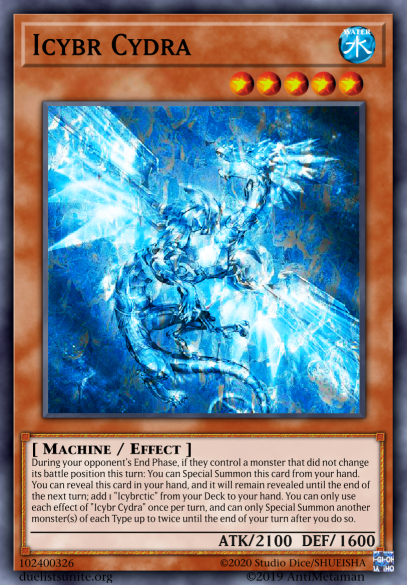 Icybr Cydra
WATER
水
[ Machine / Effect ]
During your opponent's End Phase, if they control a monster that did not change
its battle position this turn: You can Special Summon this card from your hand.
You can reveal this card in your hand, and it will remain revealed until the end of
the next turn; add 1 "Icybrctic" from your Deck to your hand. You can only use
each effect of "Icybr Cydra" once per turn, and can only Special Summon another
monster(s) of each Type up to twice until the end of your turn after you do so.
ATK/2100 DEF/1600
102400326
©2020 Studio Dice/SHUEISHA
duelistsunite.org
©2019 AntiMetaman